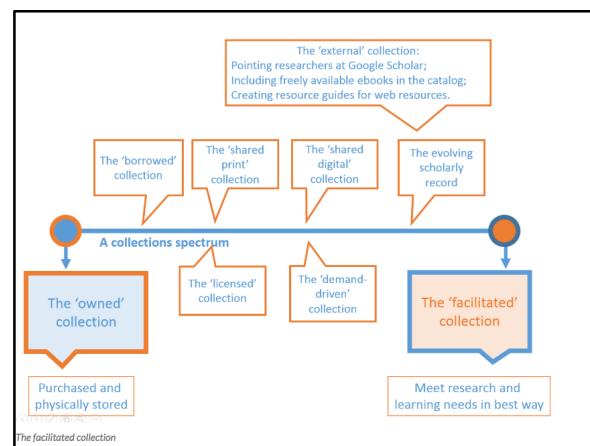 The 'external' collection:
Pointing researchers at Google Scholar;
Including freely available ebooks in the catalog;
Creating resource guides for web resources.
The 'borrowed'
collection
The 'shared
print'
collection
The 'shared
digital'
collection
The evolving
scholarly
record
A collections spectrum
The 'licensed'
collection
The 'demand-
driven'
collection
The 'owned'
collection
The 'facilitated'
collection
Purchased and
physically stored
Meet research and
learning needs in best way
The facilitated collection